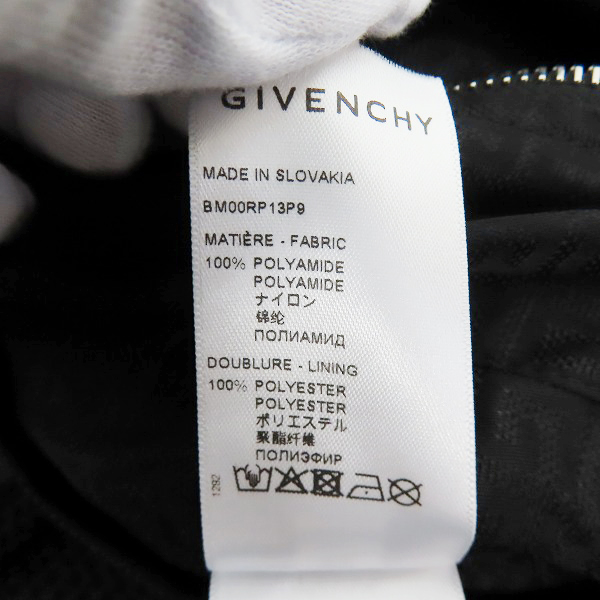 GIVENCHY
MADE IN SLOVAKIA
BM00RP13P9
MATIÈRE - FABRIC
100% POLYAMIDE
POLYAMIDE
ナイロン
锦纶
ПОЛИАМИД
DOUBLURE - LINING
100% POLYESTER
POLYESTER
ポリエステル
聚酯纤维
ПОЛИЭФИР
1292